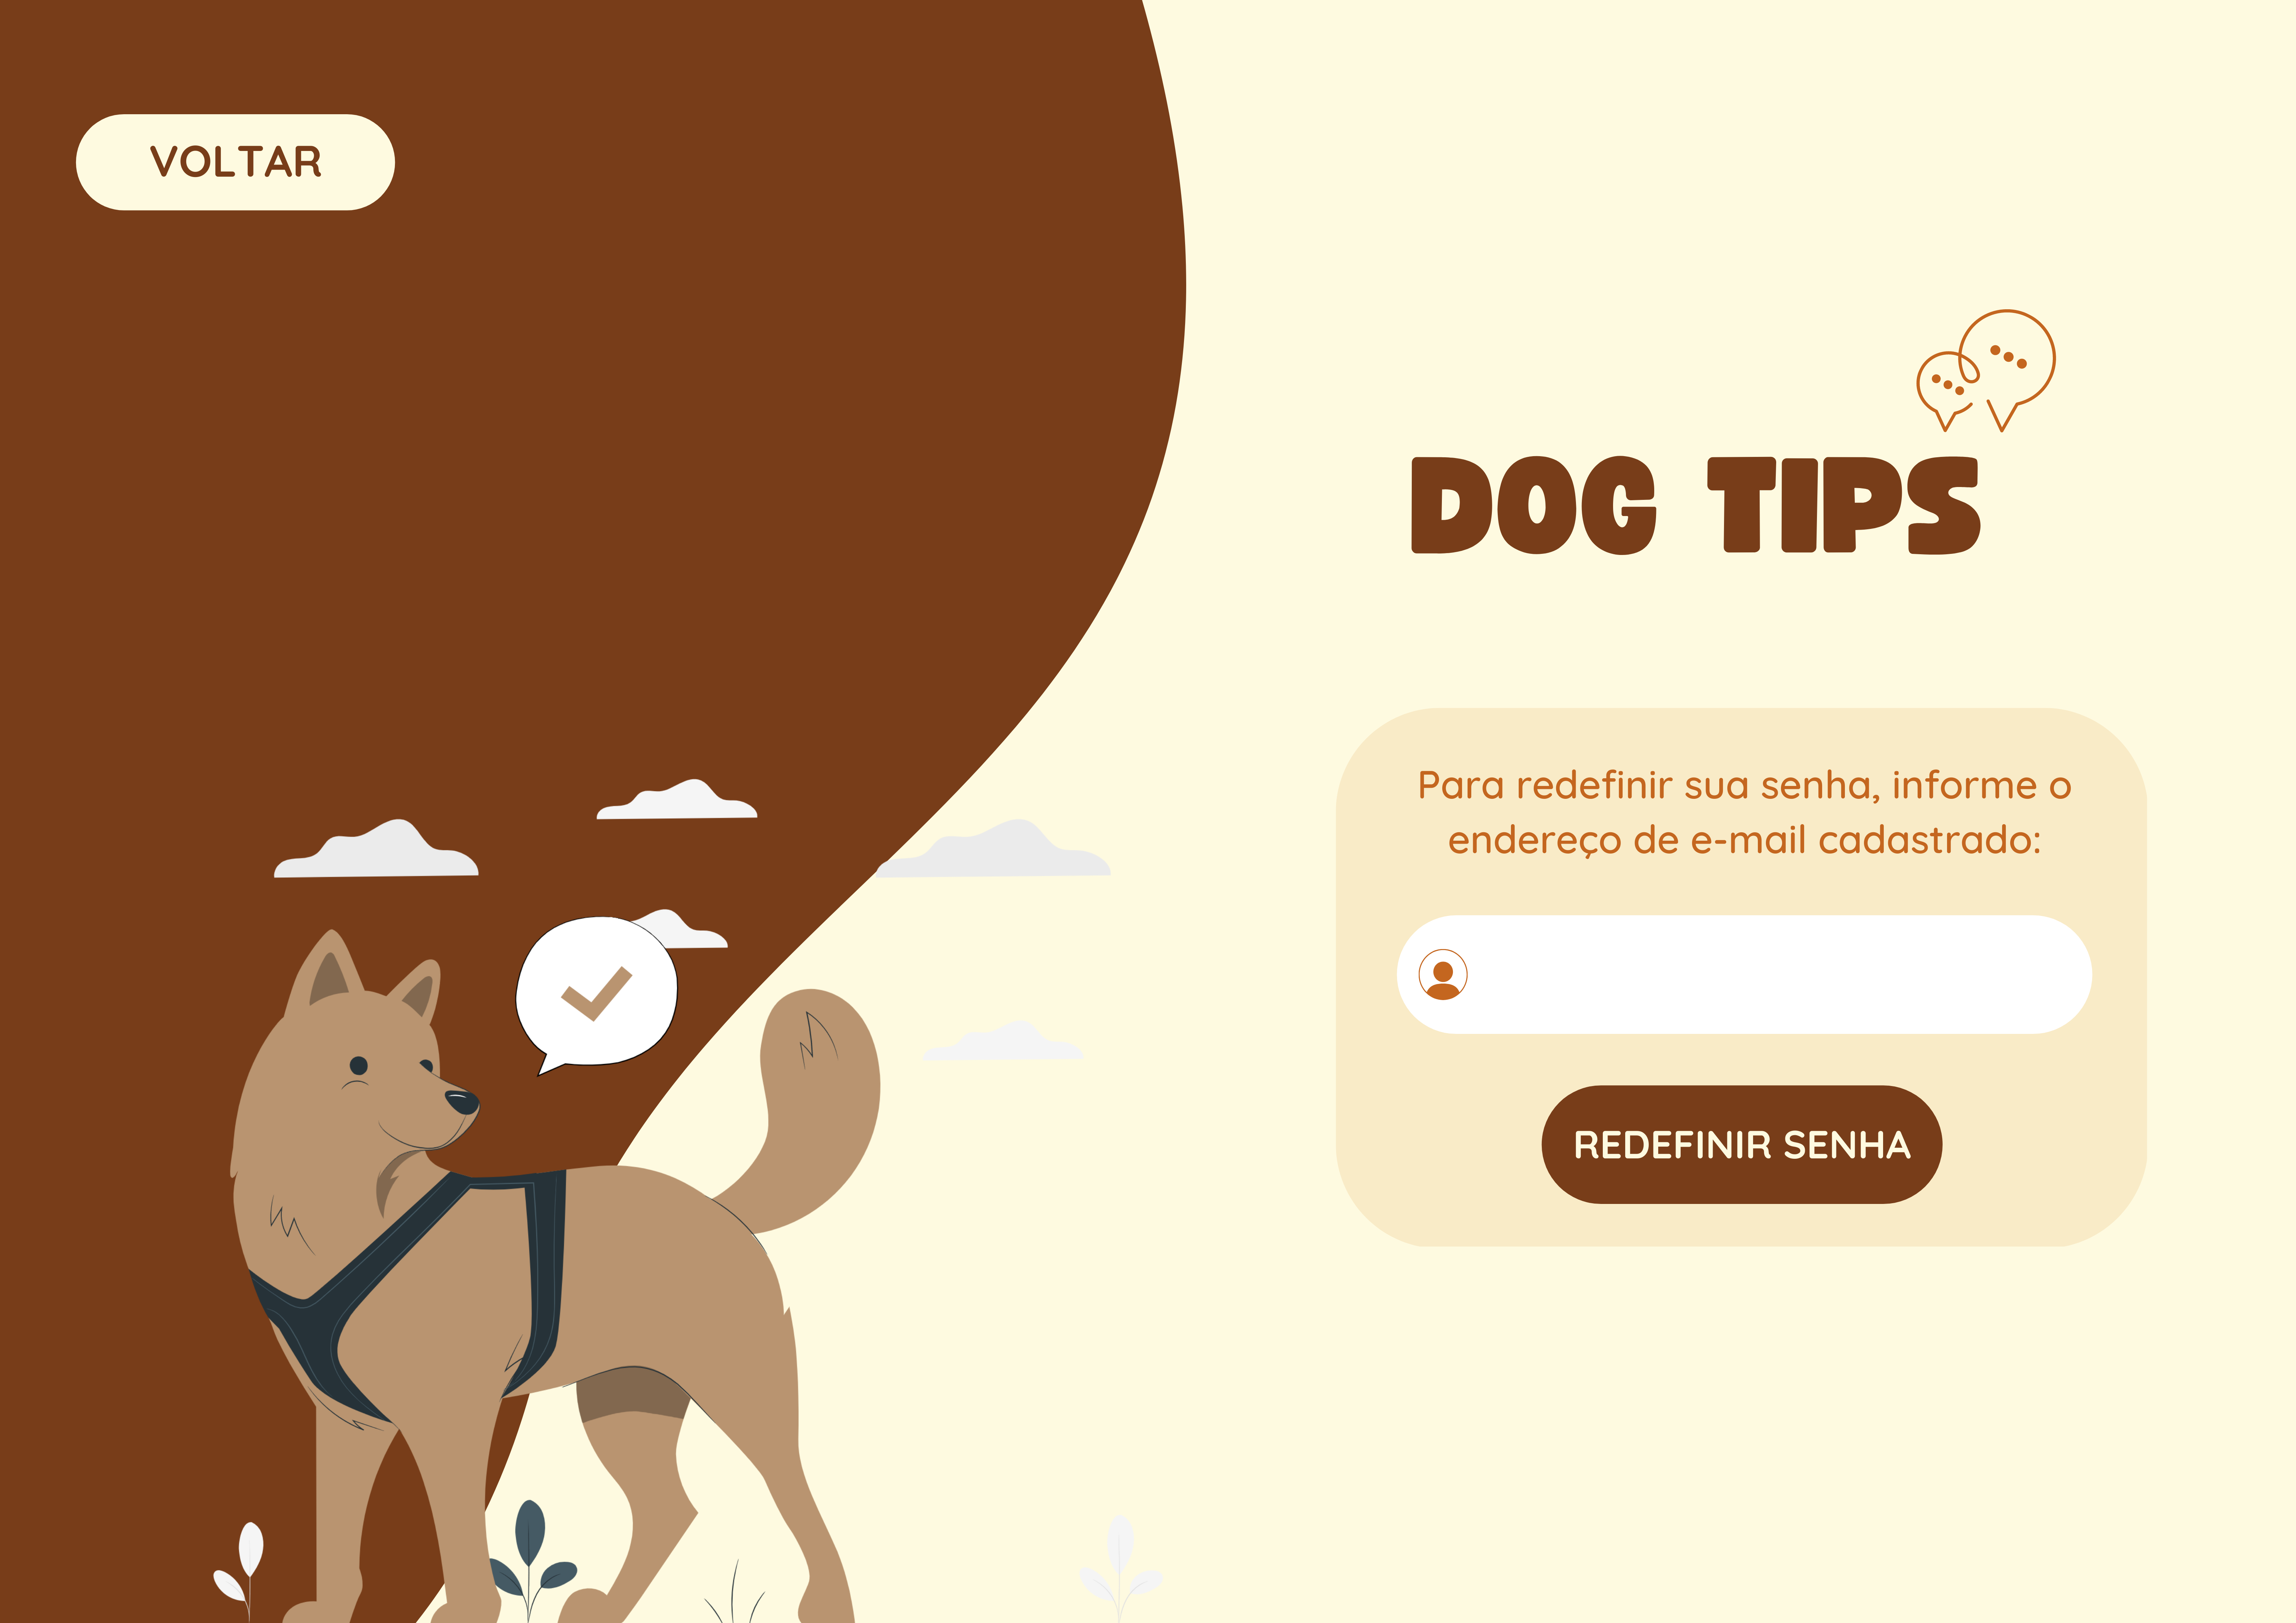 VOLTAR
DOG TIPS
Para redefinir sua senha, informe o
endereço de e-mail cadastrado:
REDEFINIR SENHA